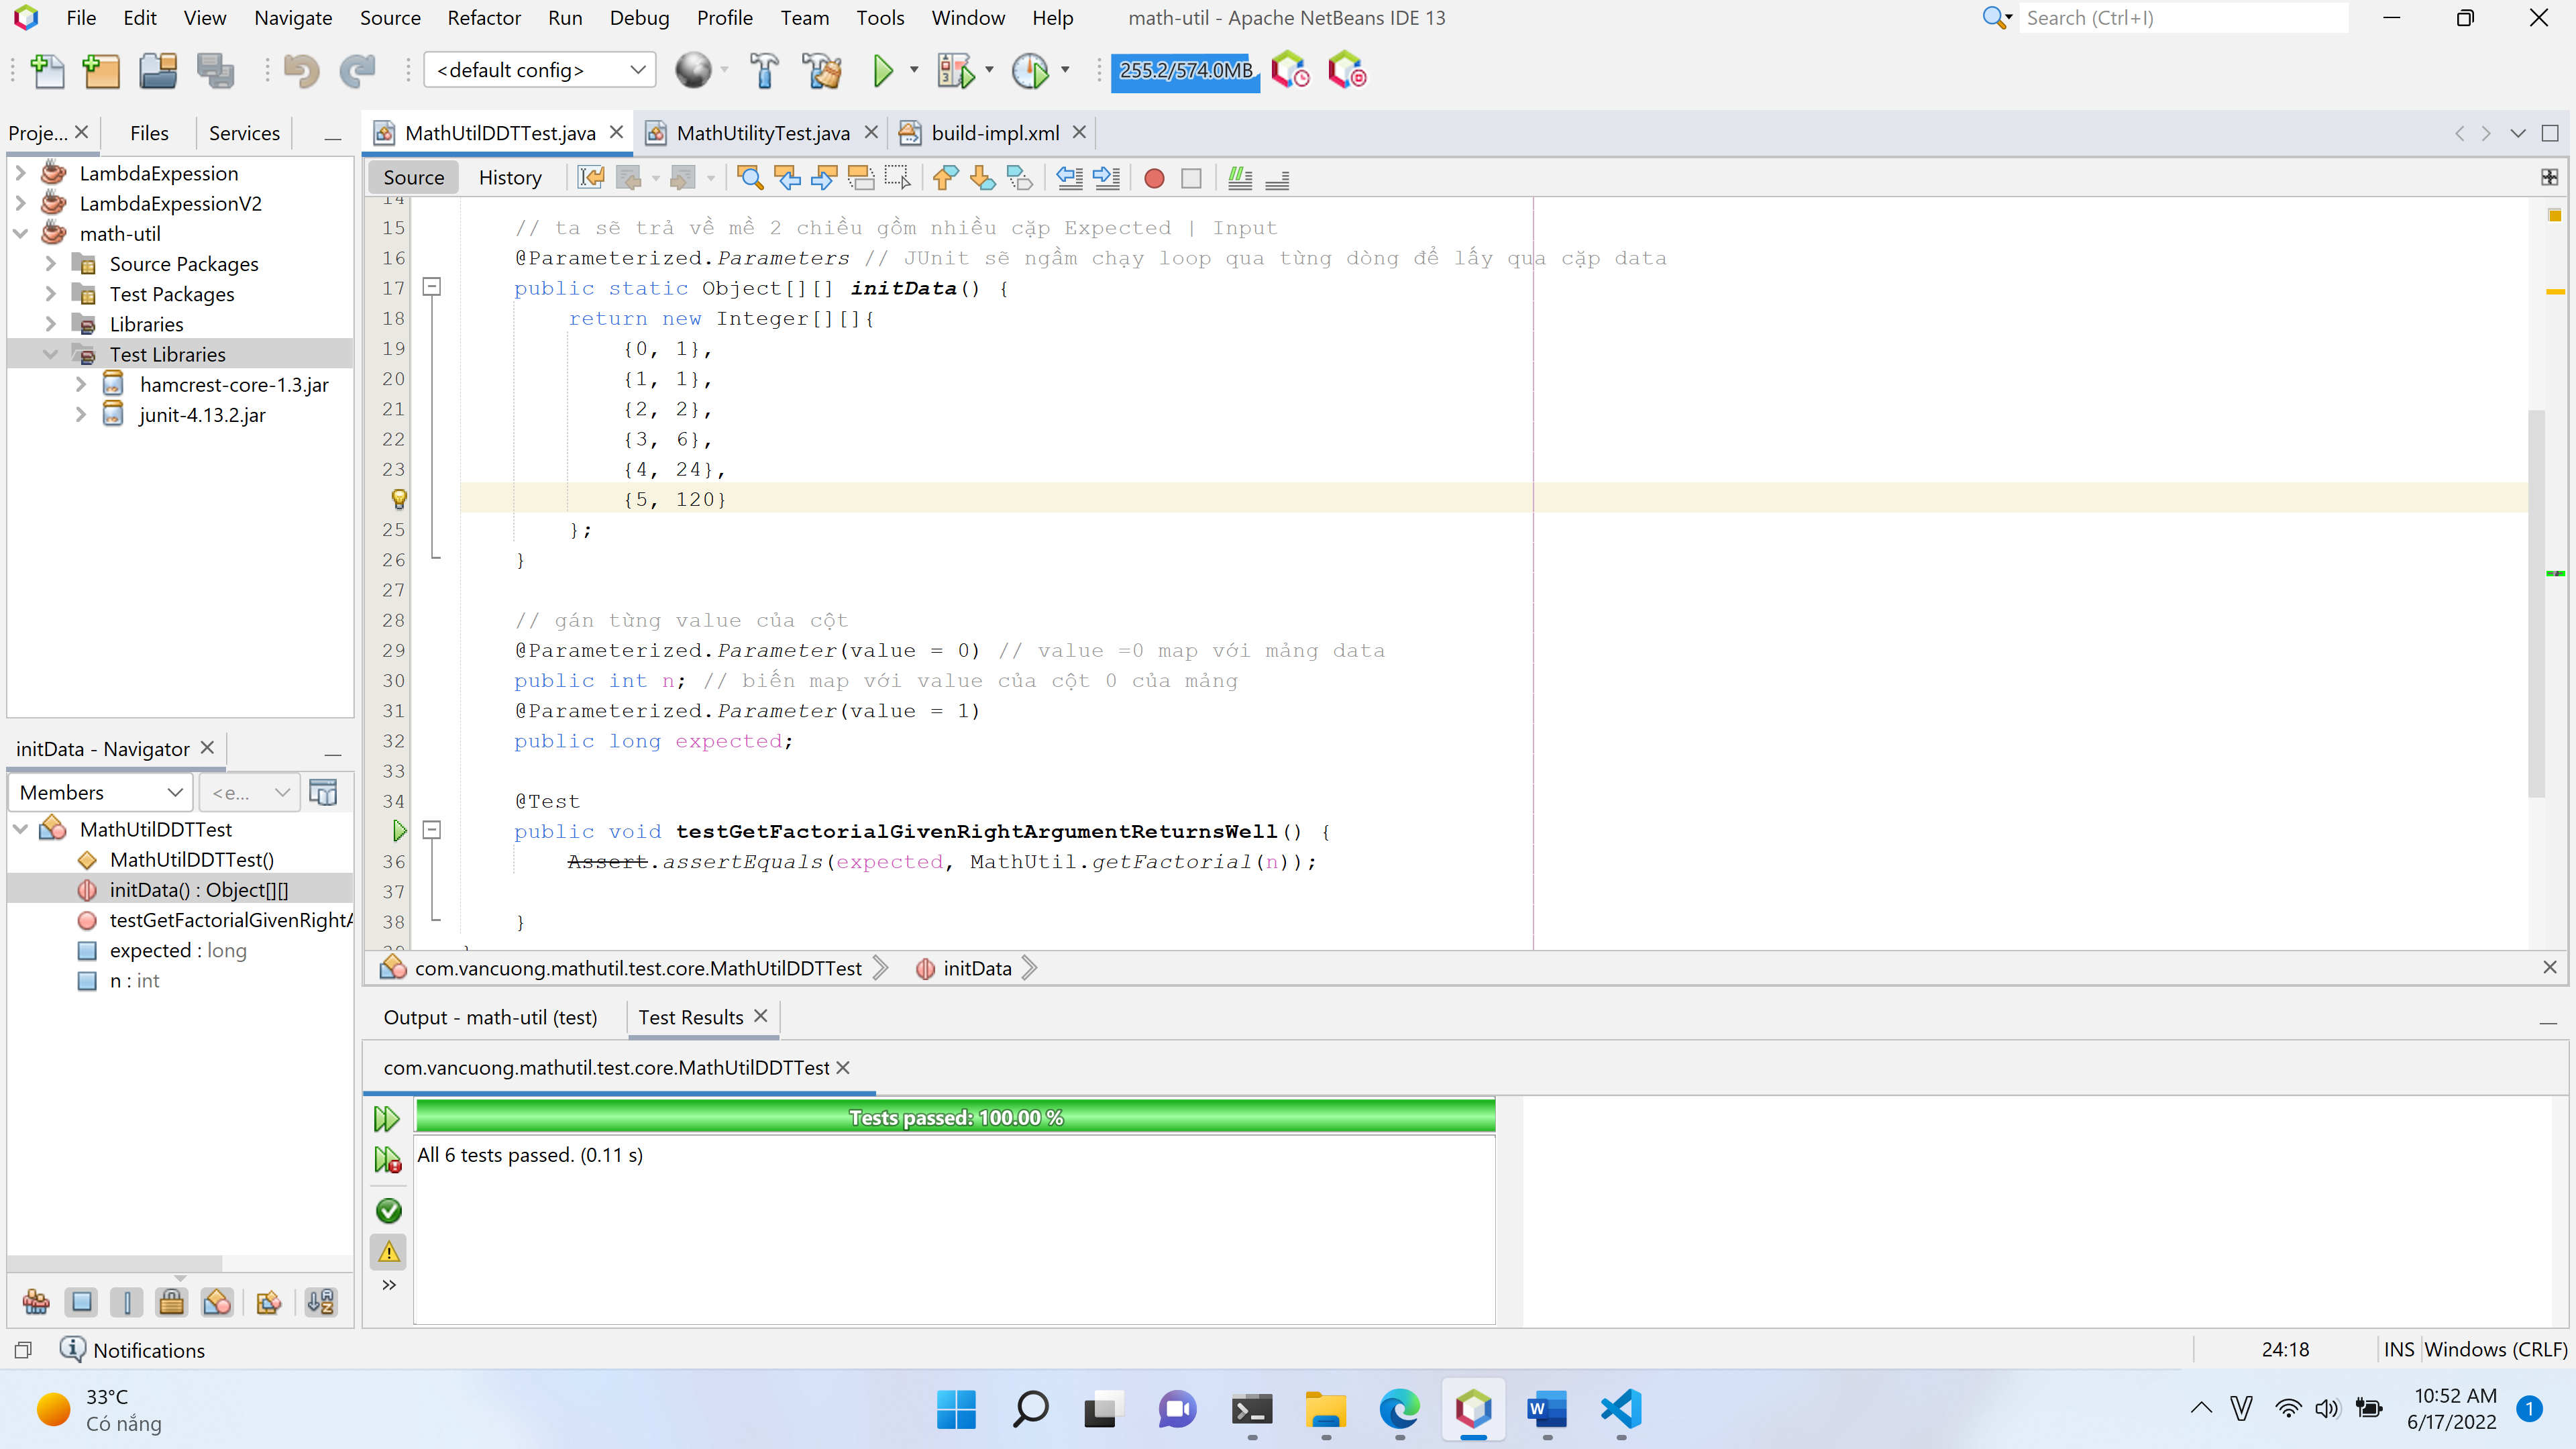 File Edit View Navigate Source Refactor Run Debug Profile Team Tools Window Help math-util - Apache NetBeans IDE 13 Search (Ctrl+I)
<default config> 255.2/574.0MB
Proje... Files Services
LambdaExpession
LambdaExpessionV2
math-util
Source Packages
Test Packages
Libraries
Test Libraries
hamcrest-core-1.3.jar
junit-4.13.2.jar
initData - Navigator
Members <e...
MathUtilDDTTest
MathUtilDDTTest()
initData() : Object[][]
testGetFactorialGivenRightA
expected : long
n : int
MathUtilDDTTest.java MathUtilityTest.java build-impl.xml
Source History
14
15 // ta sẽ trả về mề 2 chiều gồm nhiều cặp Expected | Input
16 @Parameterized.Parameters // JUnit sẽ ngầm chạy loop qua từng dòng để lấy qua cặp data
17 public static Object[][] initData() {
18 return new Integer[][]{
19 {0, 1},
20 {1, 1},
21 {2, 2},
22 {3, 6},
23 {4, 24},
{5, 120}
25 };
26 }
27
28 // gán từng value của cột
29 @Parameterized.Parameter(value = 0) // value =0 map với mảng data
30 public int n; // biến map với value của cột 0 của mảng
31 @Parameterized.Parameter(value = 1)
32 public long expected;
33
34 @Test
public void testGetFactorialGivenRightArgumentReturnsWell() {
36 Assert.assertEquals(expected, MathUtil.getFactorial(n));
37
38 }
39 }
com.vancuong.mathutil.test.core.MathUtilDDTTest initData
Output - math-util (test) Test Results
com.vancuong.mathutil.test.core.MathUtilDDTTest
Tests passed: 100.00 %
All 6 tests passed. (0.11 s)
Notifications 24:18 INS Windows (CRLF)
33°C
Có nắng
10:52 AM
6/17/2022
1